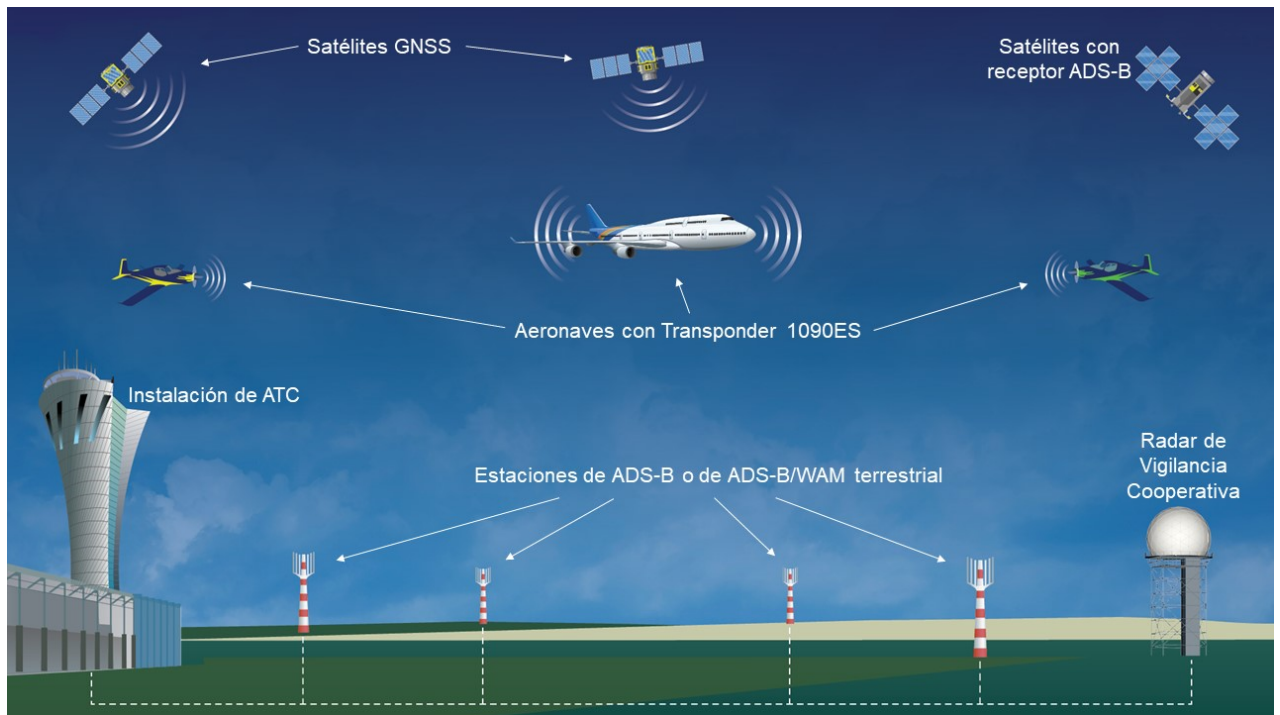 Satélites GNSS
Satélites con
receptor ADS-B
Aeronaves con Transponder 1090ES
Instalación de ATC
Estaciones de ADS-B o de ADS-B/WAM terrestrial
Radar de
Vigilancia
Cooperativa